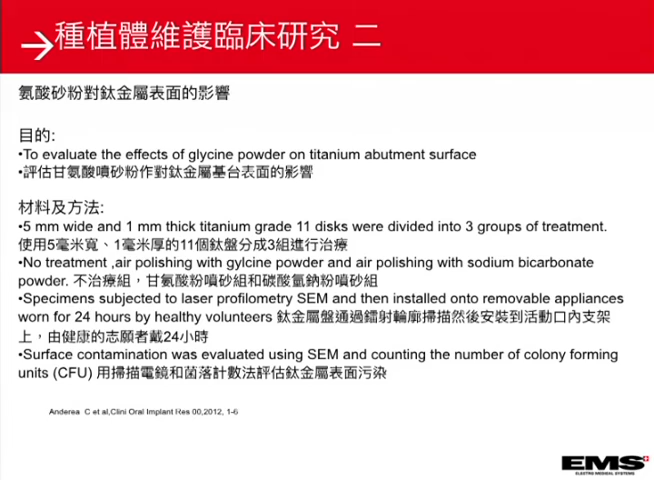 →種植體維護臨床研究 二
氨酸砂粉對鈦金屬表面的影響
目的:
•To evaluate the effects of glycine powder on titanium abutment surface
•評估甘氨酸噴砂粉作對鈦金屬基台表面的影響
材料及方法:
•5 mm wide and 1 mm thick titanium grade 11 disks were divided into 3 groups of treatment.
使用5毫米寬、1毫米厚的11個鈦盤分成3組進行治療
•No treatment ,air polishing with gylcine powder and air polishing with sodium bicarbonate
powder. 不治療組，甘氨酸粉噴砂組和碳酸氫鈉粉噴砂組
•Specimens subjected to laser profilometry SEM and then installed onto removable appliances
worn for 24 hours by healthy volunteers 鈦金屬盤通過鐳射輪廓掃描然後安裝到活動口內支架
上，由健康的志願者戴24小時
•Surface contamination was evaluated using SEM and counting the number of colony forming
units (CFU) 用掃描電鏡和菌落計數法評估鈦金屬表面污染
Anderea C et al,Clini Oral Implant Res 00,2012, 1-6
EMS
ELECTRO MEDICAL SYSTEMS